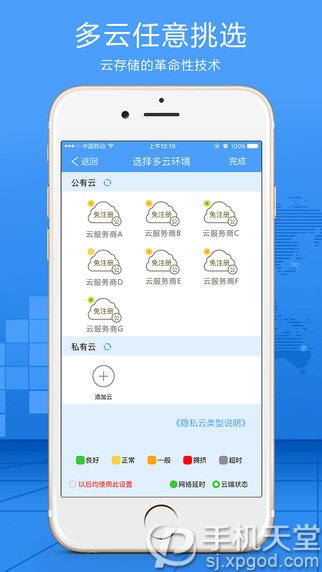 多云任意挑选
云存储的革命性技术
中国移动 上午12:15
返回 选择多云环境 完成
公有云
免注册 公 免注册 公 免注册 公
云服务商A 云服务商B 云服务商C
免注册 公 免注册 公 免注册 公
云服务商D 云服务商E 云服务商F
免注册 公
云服务商G
私有云
添加云
《隐私云类型说明》
良好 正常 一般 拥挤 超时
以后均使用此设置 网络延时 云端状态
手机天堂
sj.xpgod.com